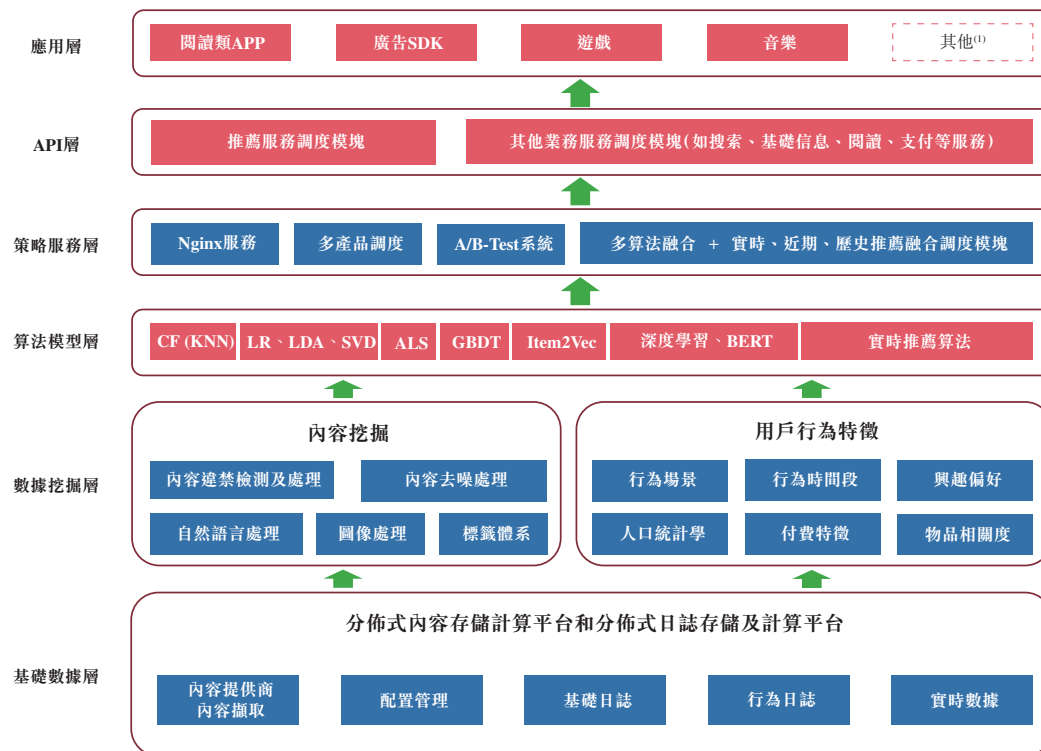 應用層
閱讀類APP
廣告SDK
遊戲
音樂
其他(1)
API層
推薦服務調度模塊
其他業務服務調度模塊(如搜索、基礎信息、閱讀、支付等服務)
策略服務層
Nginx服務
多產品調度
A/B-Test系統
多算法融合 + 實時、近期、歷史推薦融合調度模塊
算法模型層
CF (KNN)
LR、LDA、SVD
ALS
GBDT
Item2Vec
深度學習、BERT
實時推薦算法
數據挖掘層
內容挖掘
內容違禁檢測及處理
內容去噪處理
自然語言處理
圖像處理
標籤體系
用戶行為特徵
行為場景
行為時間段
興趣偏好
人口統計學
付費特徵
物品相關度
基礎數據層
分佈式內容存儲計算平台和分佈式日誌存儲及計算平台
內容提供商
內容擷取
配置管理
基礎日誌
行為日誌
實時數據